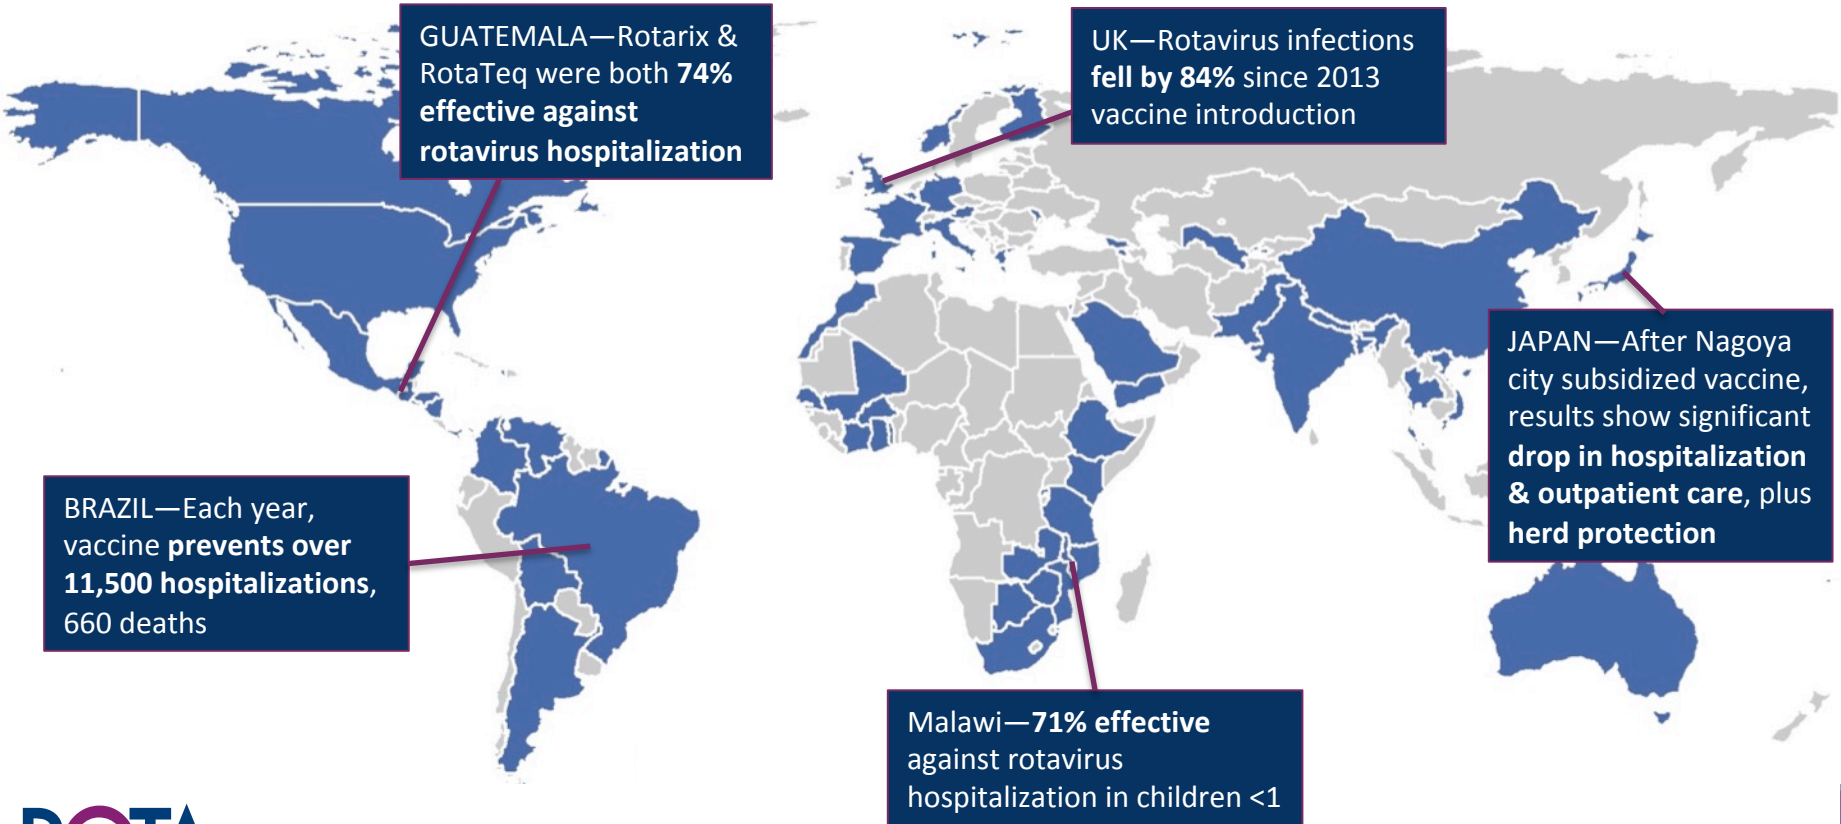 GUATEMALA—Rotarix &
RotaTeq were both 74%
effective against
rotavirus hospitalization
UK—Rotavirus infections
fell by 84% since 2013
vaccine introduction
JAPAN—After Nagoya
city subsidized vaccine,
results show significant
drop in hospitalization
& outpatient care, plus
herd protection
BRAZIL—Each year,
vaccine prevents over
11,500 hospitalizations,
660 deaths
Malawi—71% effective
against rotavirus
hospitalization in children <1
ROTA